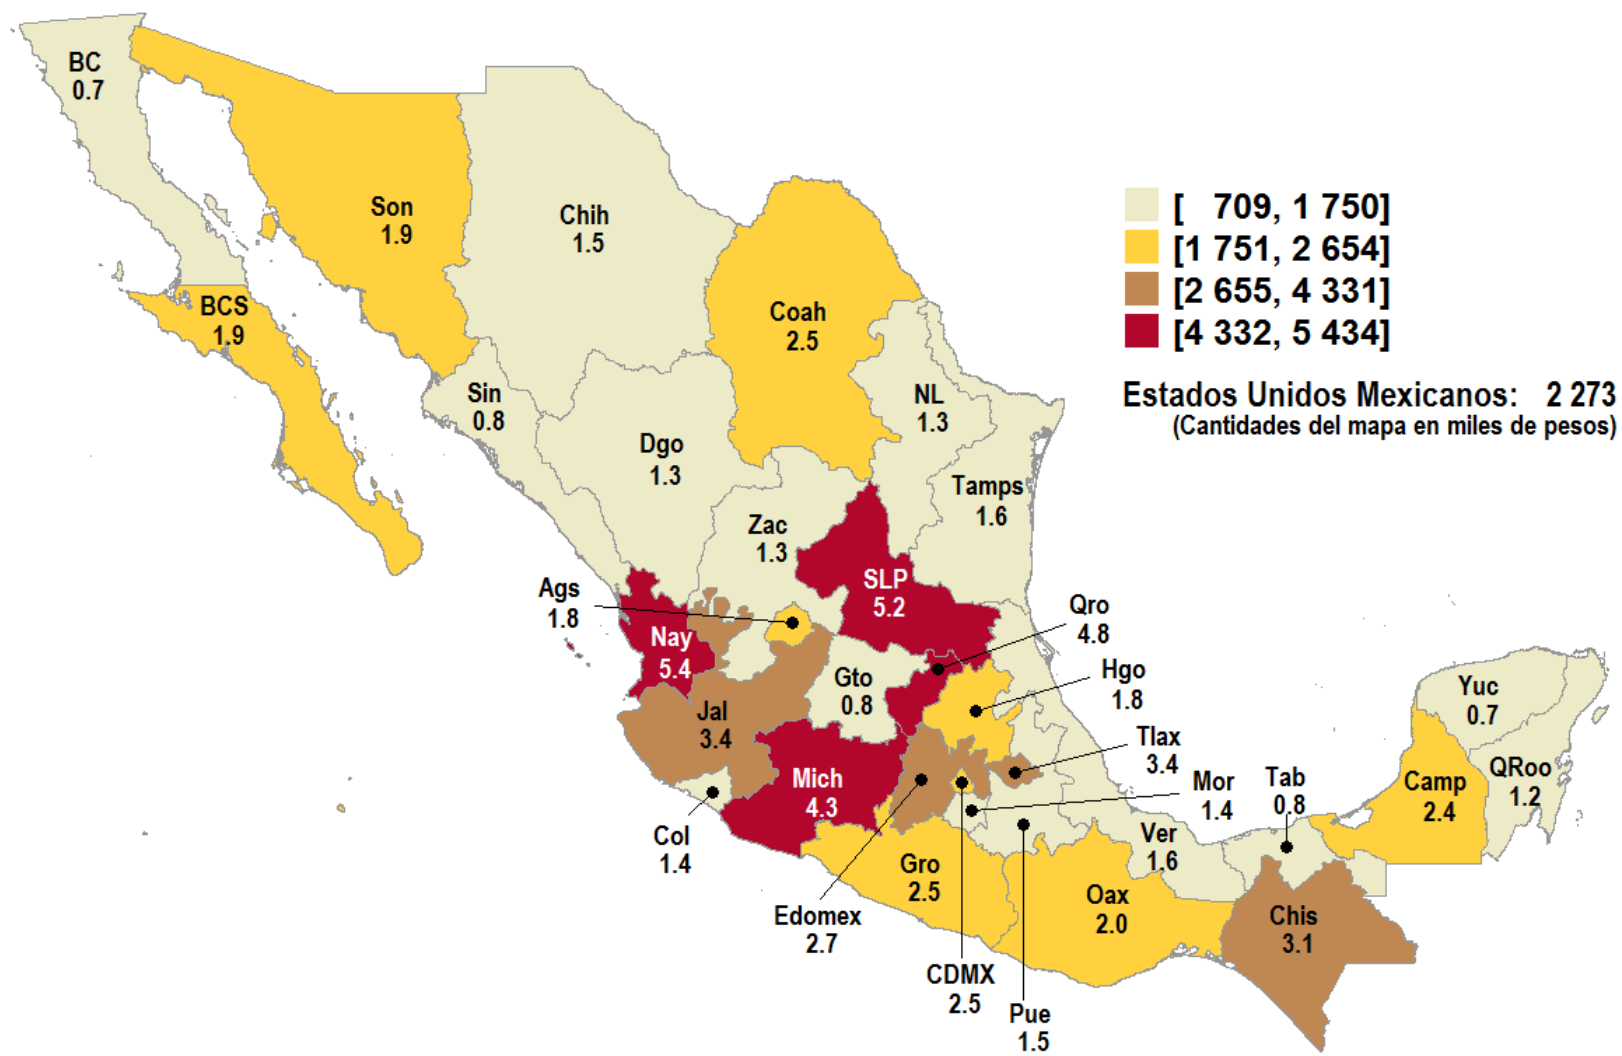 BC
0.7
Son
1.9
Chih
1.5
[ 709, 1 750]
[1 751, 2 654]
[2 655, 4 331]
[4 332, 5 434]
Estados Unidos Mexicanos: 2 273
(Cantidades del mapa en miles de pesos)
BCS
1.9
Coah
2.5
Sin
0.8
NL
1.3
Dgo
1.3
Tamps
1.6
Zac
1.3
SLP
5.2
Ags
1.8
Qro
4.8
Nay
5.4
Hgo
1.8
Gto
0.8
Yuc
0.7
Jal
3.4
Tlax
3.4
QRoo
1.2
Mich
4.3
Mor
1.4
Tab
0.8
Camp
2.4
Col
1.4
Ver
1.6
Gro
2.5
Oax
2.0
Edomex
2.7
Chis
3.1
CDMX
2.5
Pue
1.5